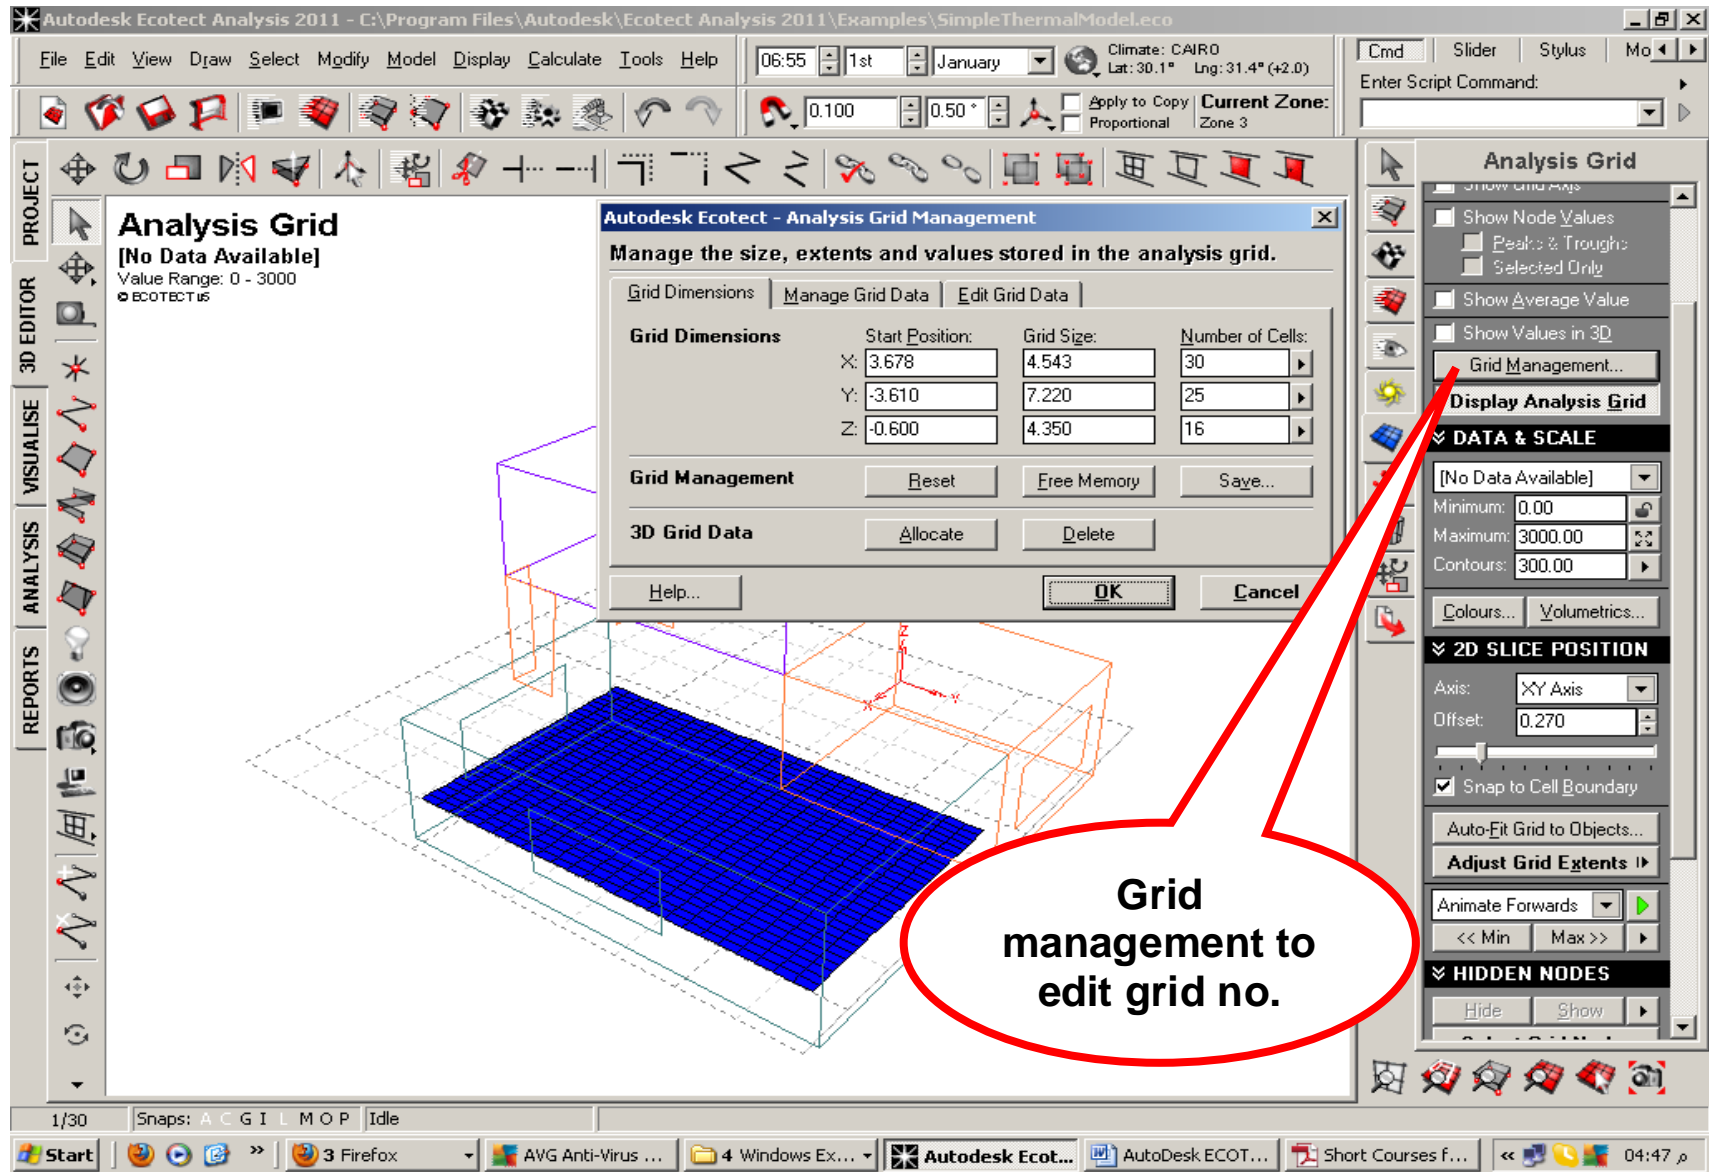 Autodesk Ecotect Analysis 2011 - C:\Program Files\Autodesk\Ecotect Analysis 2011\Examples\SimpleThermalModel.eco
File Edit View Draw Select Modify Model Display Calculate Tools Help
06:55 1st January
Climate: CAIRO
Lat: 30.1° Lng: 31.4° (+2.0)
Cmd Slider Stylus Mo
Enter Script Command:
0.100 0.50 °
Apply to Copy
Proportional
Current Zone:
Zone 3
PROJECT
3D EDITOR
VISUALISE
ANALYSIS
REPORTS
Analysis Grid
[No Data Available]
Value Range: 0 - 3000
© ECOTECT v5
Autodesk Ecotect - Analysis Grid Management
Manage the size, extents and values stored in the analysis grid.
Grid Dimensions Manage Grid Data Edit Grid Data
Grid Dimensions Start Position: Grid Size: Number of Cells:
X: 3.678 4.543 30
Y: -3.610 7.220 25
Z: -0.600 4.350 16
Grid Management Reset Free Memory Save...
3D Grid Data Allocate Delete
Help... OK Cancel
Z
X
Y
Grid
management to
edit grid no.
Analysis Grid
Show Grid Axis
Show Node Values
Peaks & Troughs
Selected Only
Show Average Value
Show Values in 3D
Grid Management...
Display Analysis Grid
DATA & SCALE
[No Data Available]
Minimum: 0.00
Maximum: 3000.00
Contours: 300.00
Colours... Volumetrics...
2D SLICE POSITION
Axis: XY Axis
Offset: 0.270
Snap to Cell Boundary
Auto-Fit Grid to Objects...
Adjust Grid Extents
Animate Forwards
<< Min Max >>
HIDDEN NODES
Hide Show
1/30 Snaps: A C G I L M O P Idle
Start » 3 Firefox AVG Anti-Virus ... 4 Windows Ex... Autodesk Ecot... AutoDesk ECOT... Short Courses f... « 04:47 م